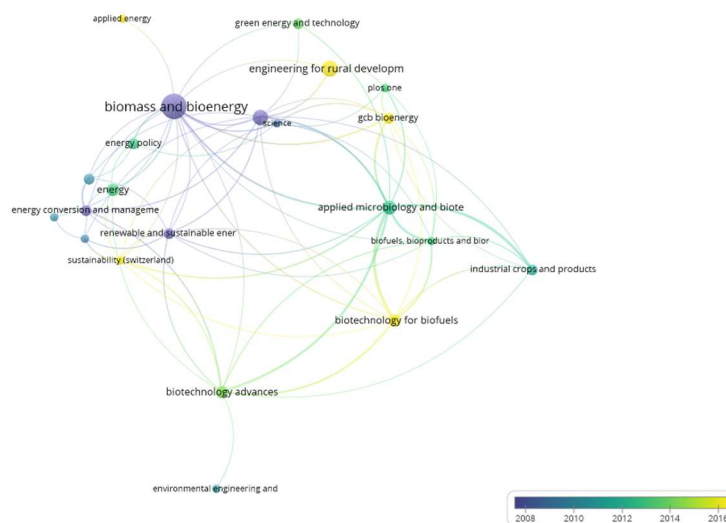 applied energy
green energy and technology
engineering for rural developm
biomass and bioenergy
plos one
gcb bioenergy
science
energy policy
energy
applied microbiology and biote
energy conversion and manageme
renewable and sustainable ener
biofuels, bioproducts and bior
sustainability (switzerland)
industrial crops and products
biotechnology for biofuels
biotechnology advances
environmental engineering and
2008 2010 2012 2014 2016